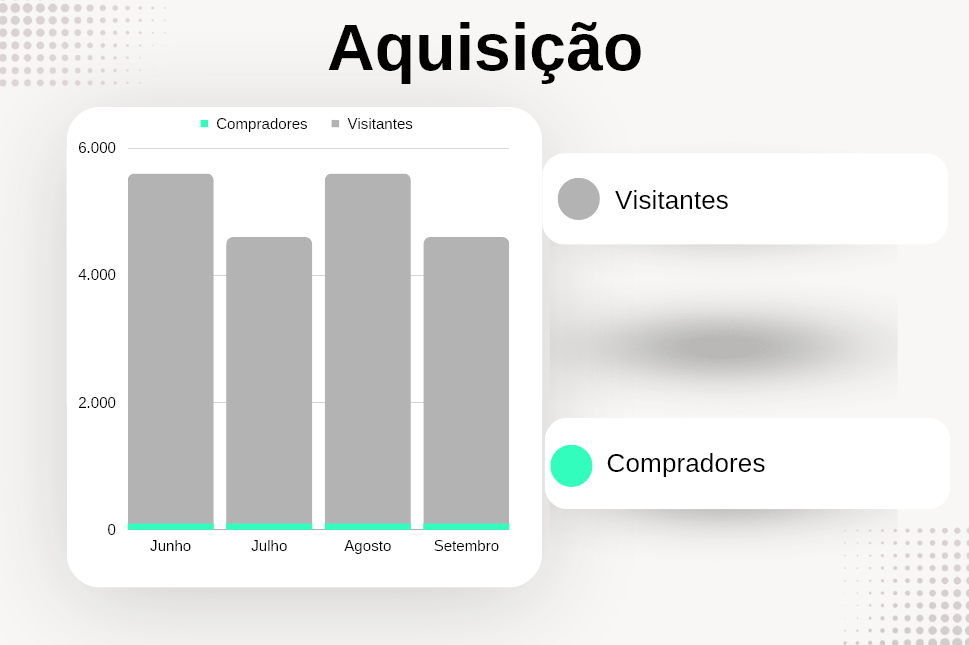 Aquisição
Compradores Visitantes
6.000
4.000
2.000
0
Junho Julho Agosto Setembro
Visitantes
Compradores